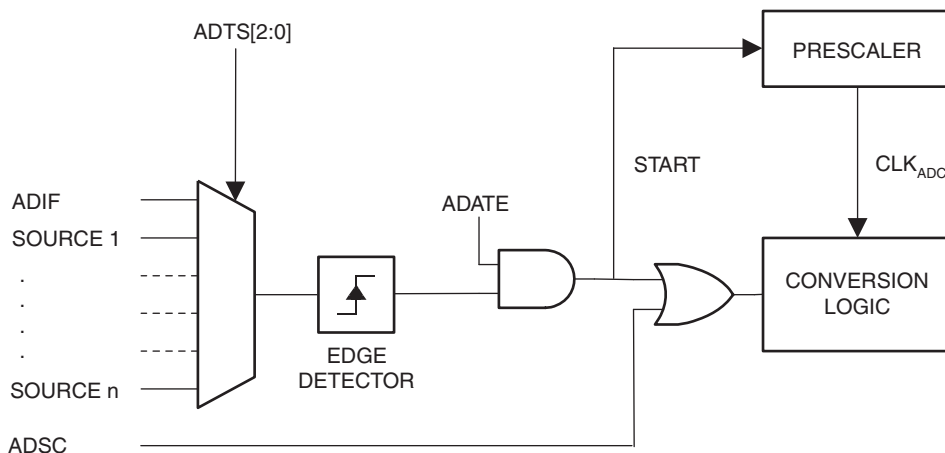 ADTS[2:0]
PRESCALER
START
CLKADC
ADIF
ADATE
SOURCE 1
.
.
.
.
CONVERSION
LOGIC
EDGE
DETECTOR
SOURCE n
ADSC